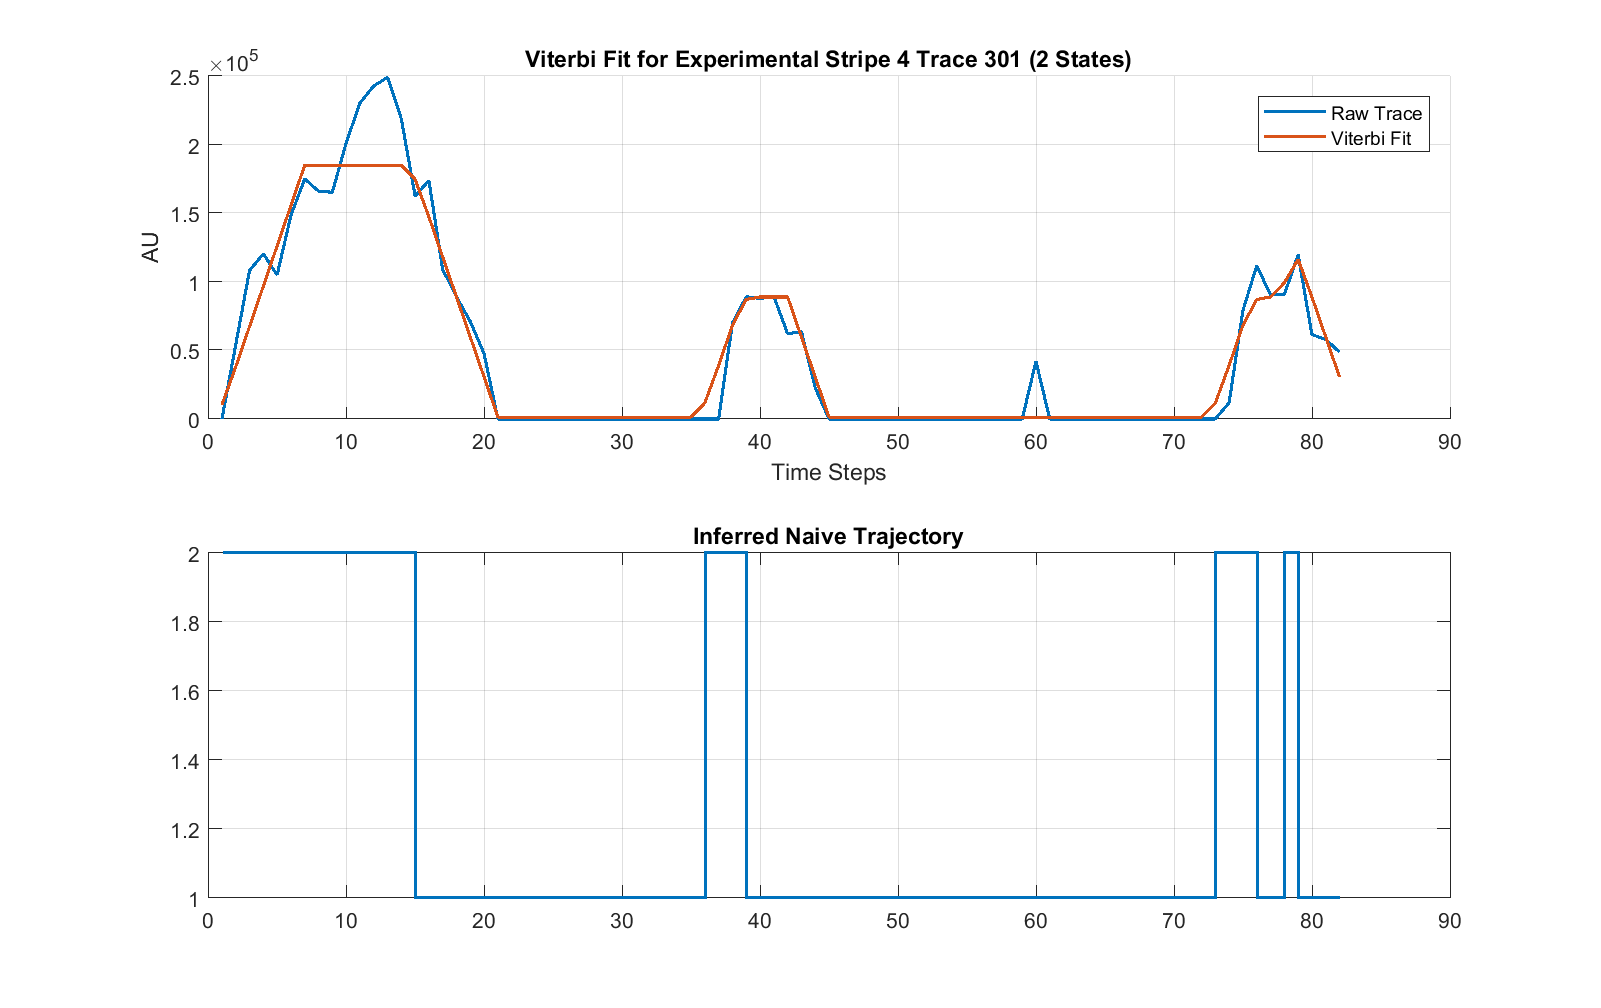 Viterbi Fit for Experimental Stripe 4 Trace 301 (2 States)
×10⁵
2.5
2
1.5
1
0.5
0
AU
Raw Trace
Viterbi Fit
0 10 20 30 40 50 60 70 80 90
Time Steps
Inferred Naive Trajectory
2
1.8
1.6
1.4
1.2
1
0 10 20 30 40 50 60 70 80 90